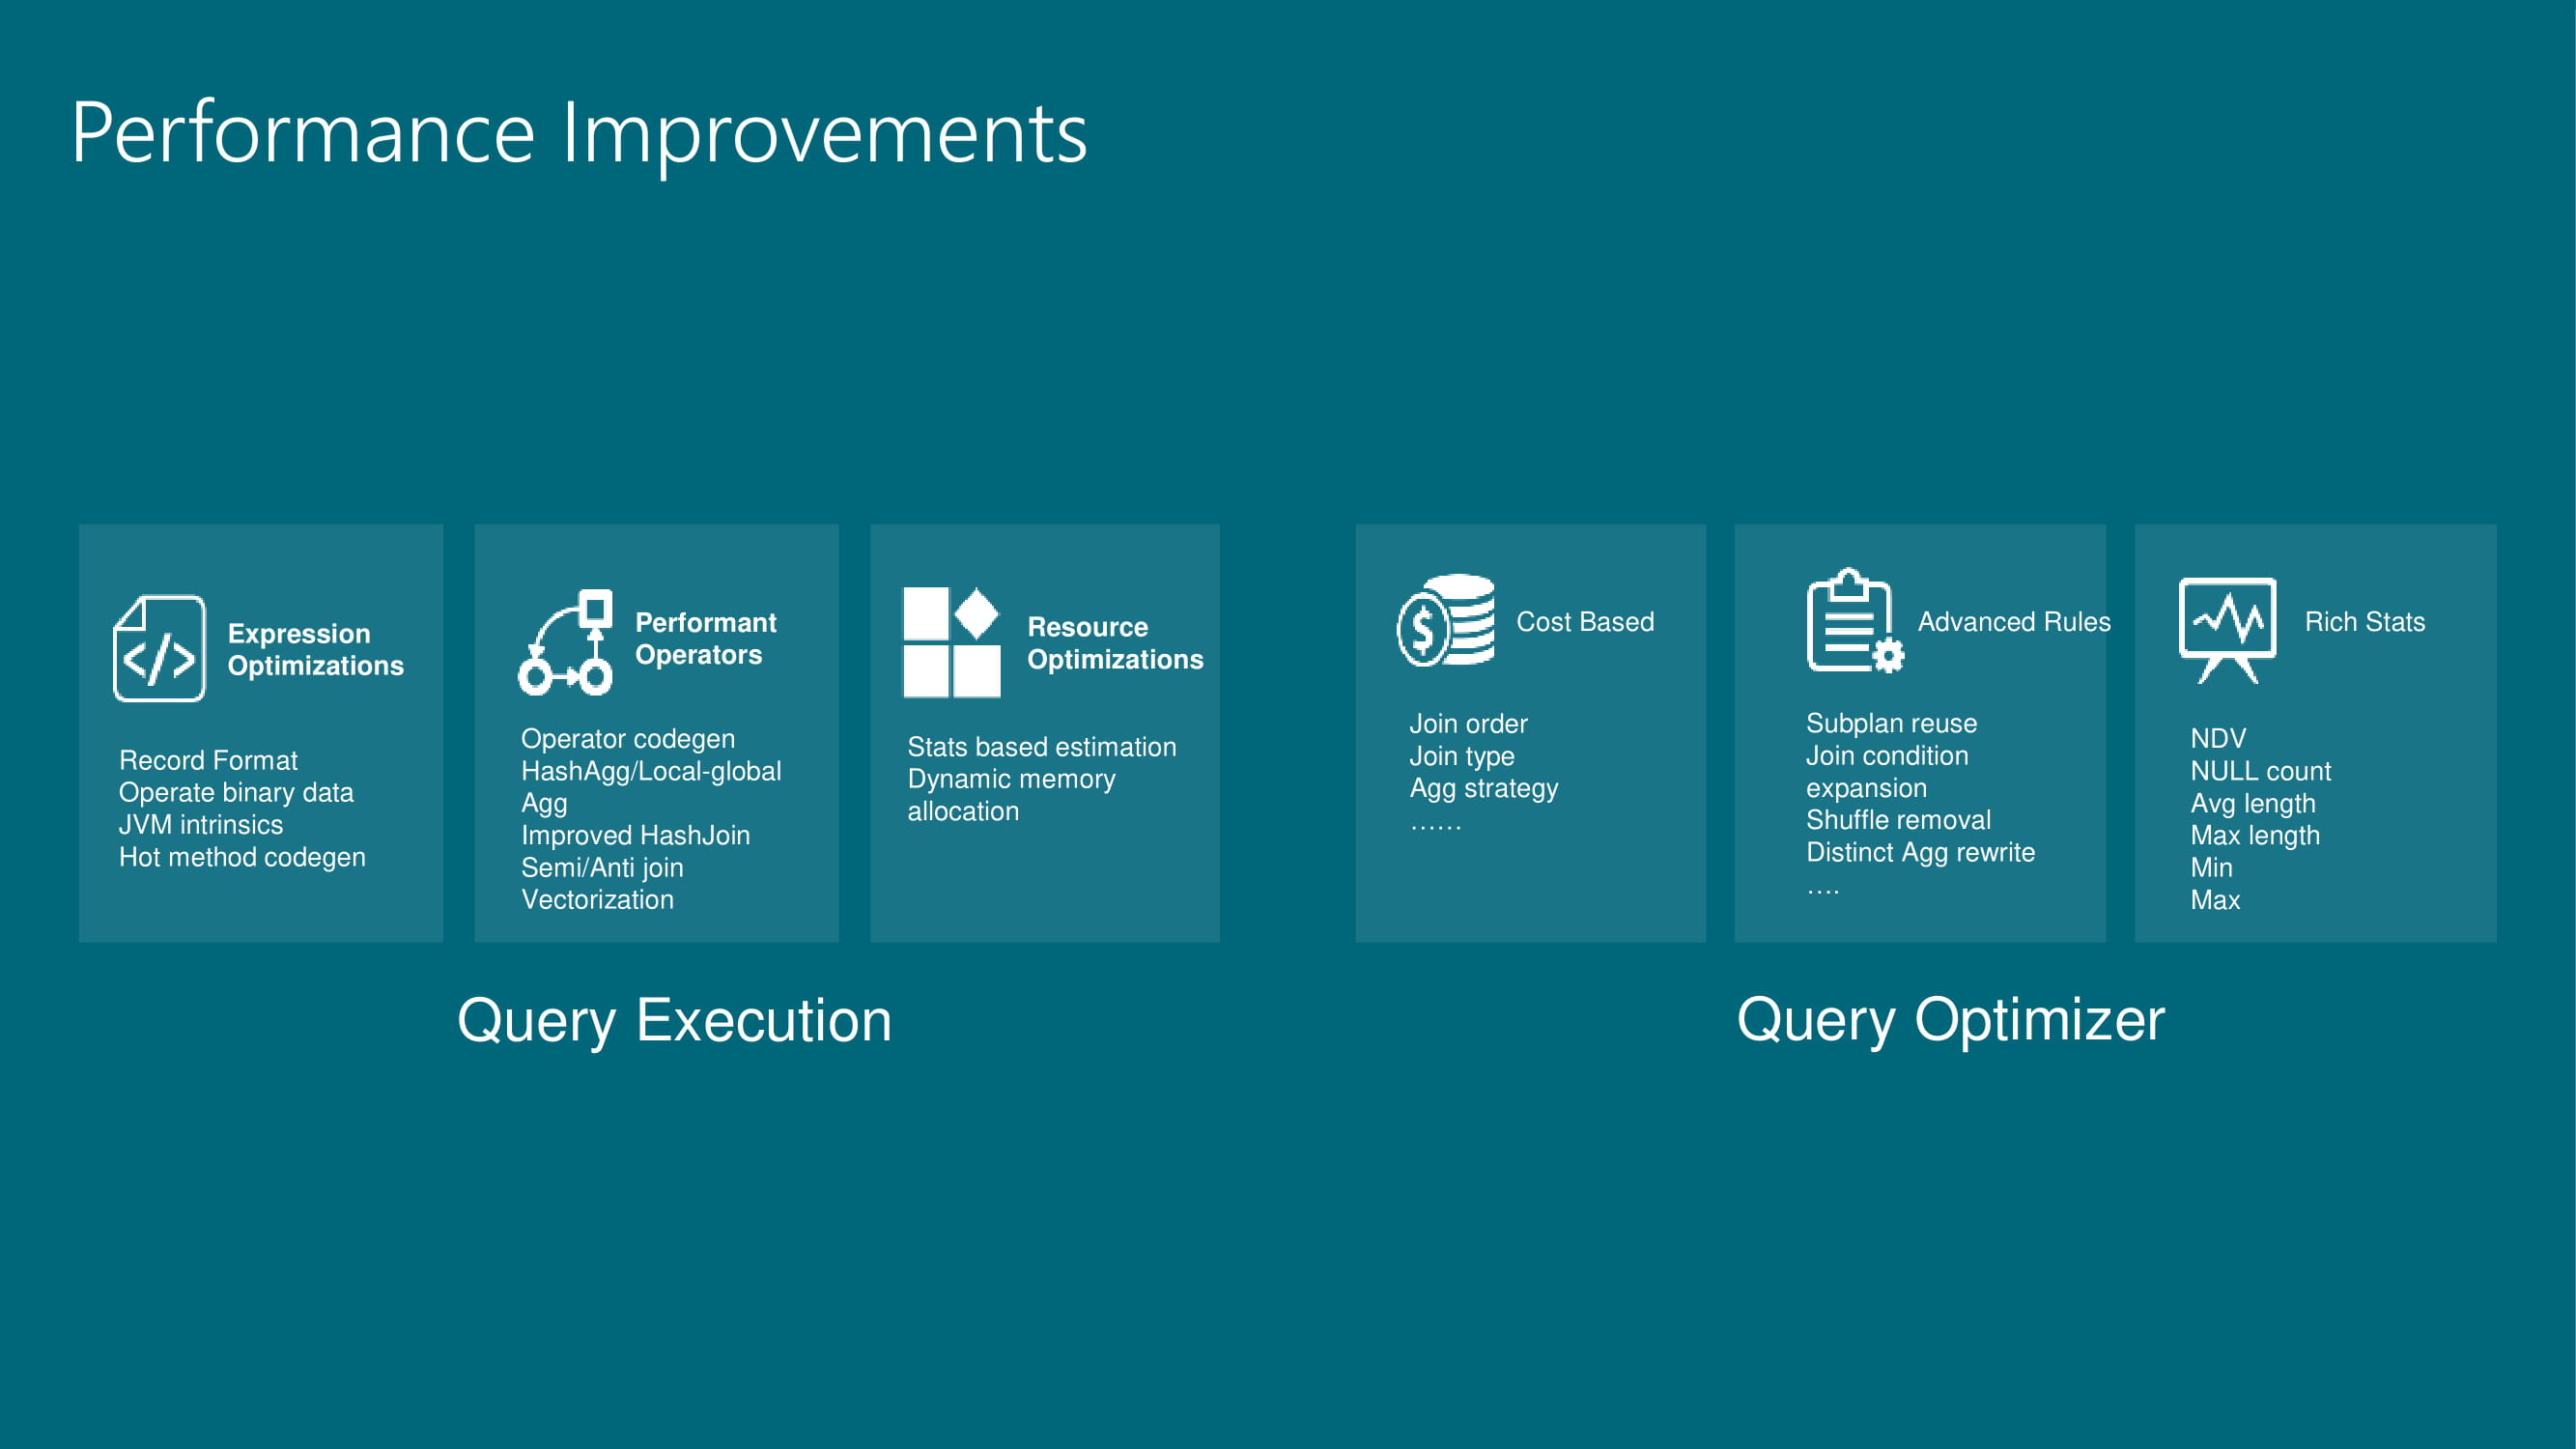 Performance Improvements
Expression
Optimizations
Record Format
Operate binary data
JVM intrinsics
Hot method codegen
Performant
Operators
Operator codegen
HashAgg/Local-global
Agg
Improved HashJoin
Semi/Anti join
Vectorization
Resource
Optimizations
Stats based estimation
Dynamic memory
allocation
Query Execution
$ Cost Based
Join order
Join type
Agg strategy
……
Advanced Rules
Subplan reuse
Join condition
expansion
Shuffle removal
Distinct Agg rewrite
….
Rich Stats
NDV
NULL count
Avg length
Max length
Min
Max
Query Optimizer